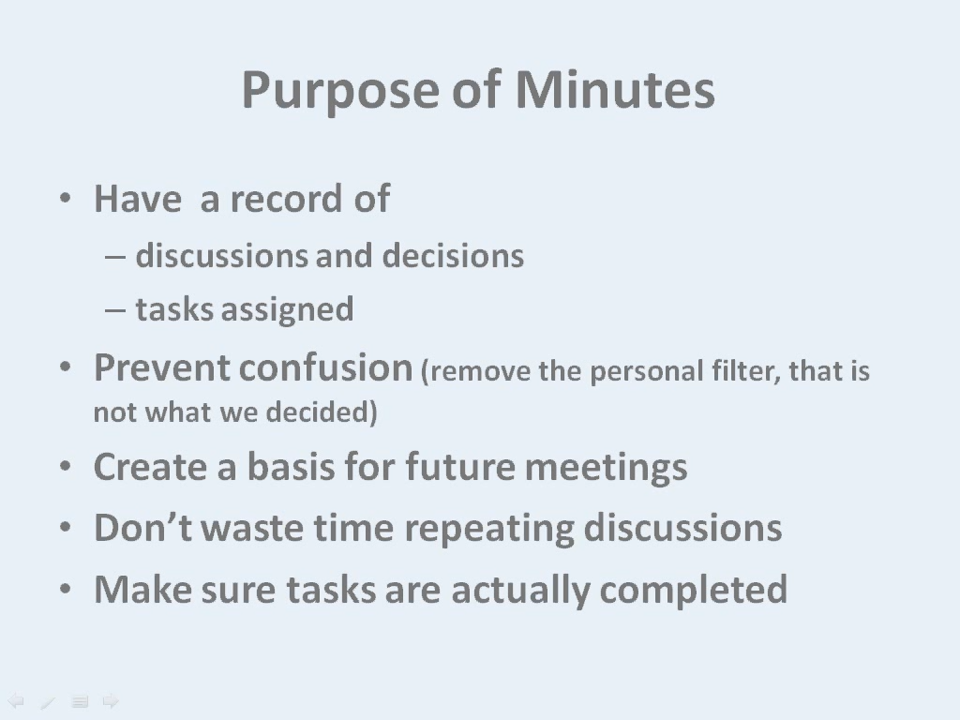 Purpose of Minutes
• Have  a record of
– discussions and decisions
– tasks assigned
• Prevent confusion (remove the personal filter, that is
not what we decided)
• Create a basis for future meetings
• Don’t waste time repeating discussions
• Make sure tasks are actually completed